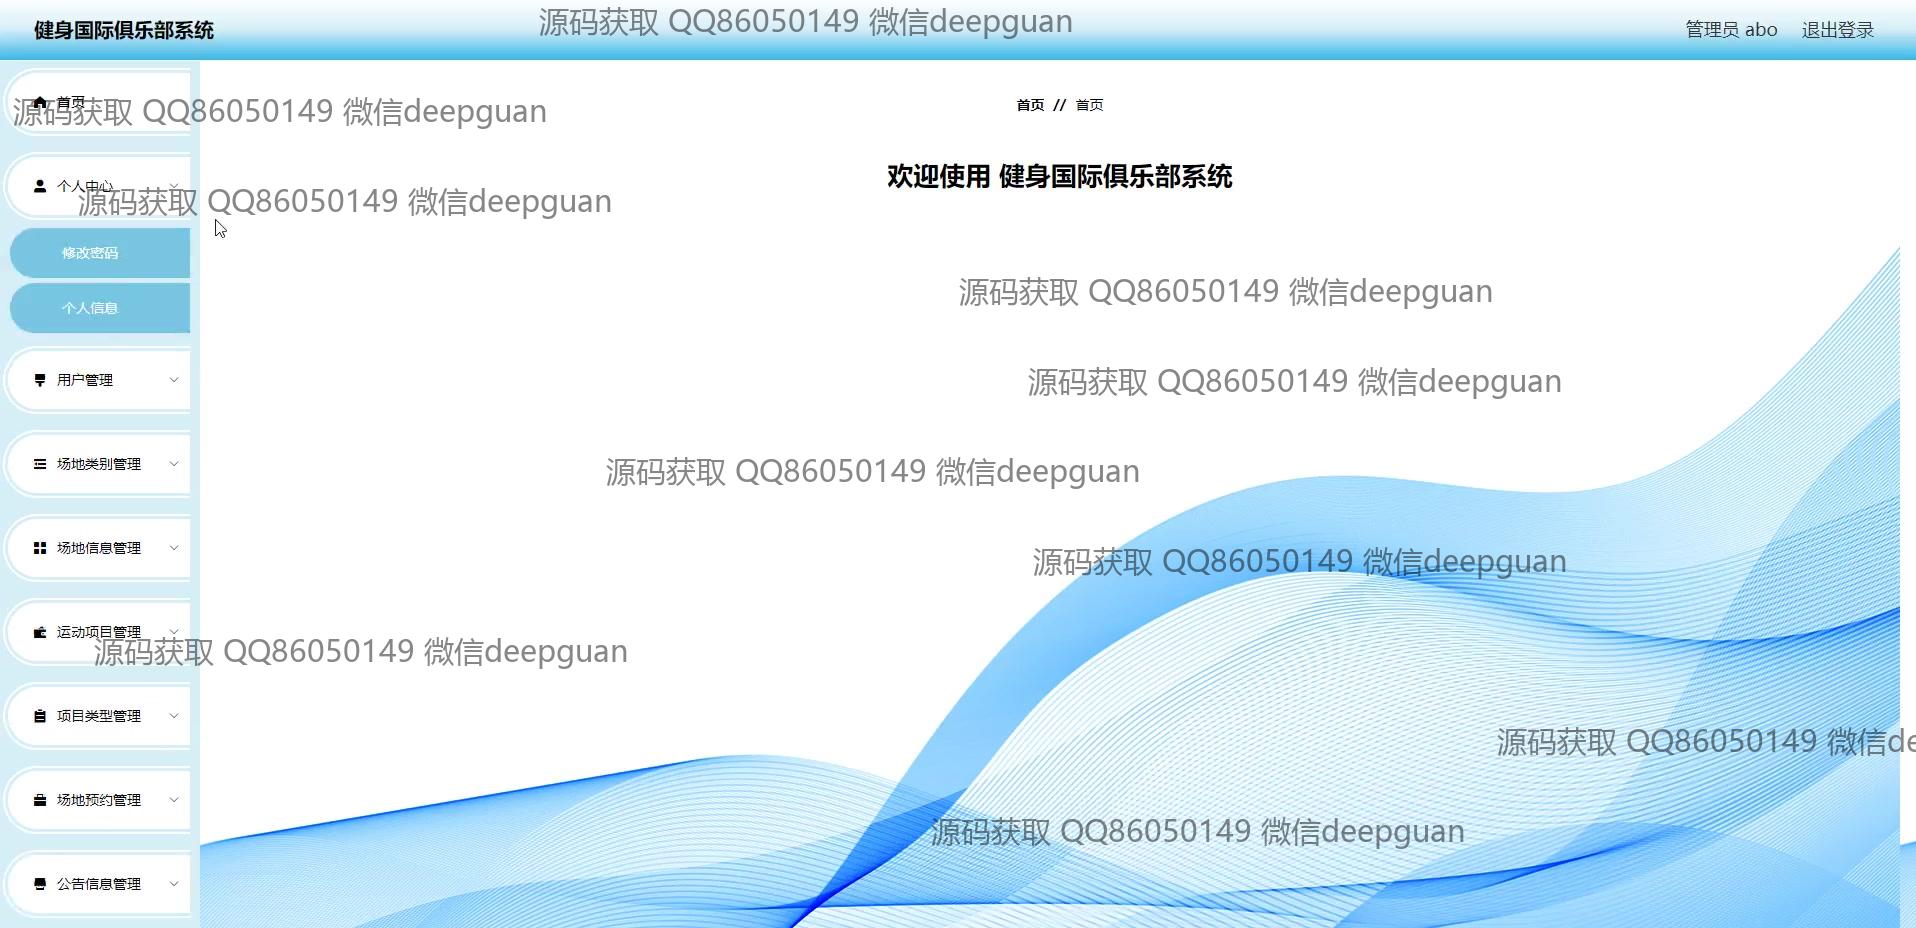 健身国际俱乐部系统
源码获取 QQ86050149 微信deepguan
管理员 abo 退出登录
首页
源码获取 QQ86050149 微信deepguan
首页 // 首页
个人中心
源码获取 QQ86050149 微信deepguan
欢迎使用 健身国际俱乐部系统
修改密码
个人信息
源码获取 QQ86050149 微信deepguan
用户管理
源码获取 QQ86050149 微信deepguan
场地类别管理
源码获取 QQ86050149 微信deepguan
场地信息管理
源码获取 QQ86050149 微信deepguan
运动项目管理
源码获取 QQ86050149 微信deepguan
项目类型管理
源码获取 QQ86050149 微信de
场地预约管理
源码获取 QQ86050149 微信deepguan
公告信息管理